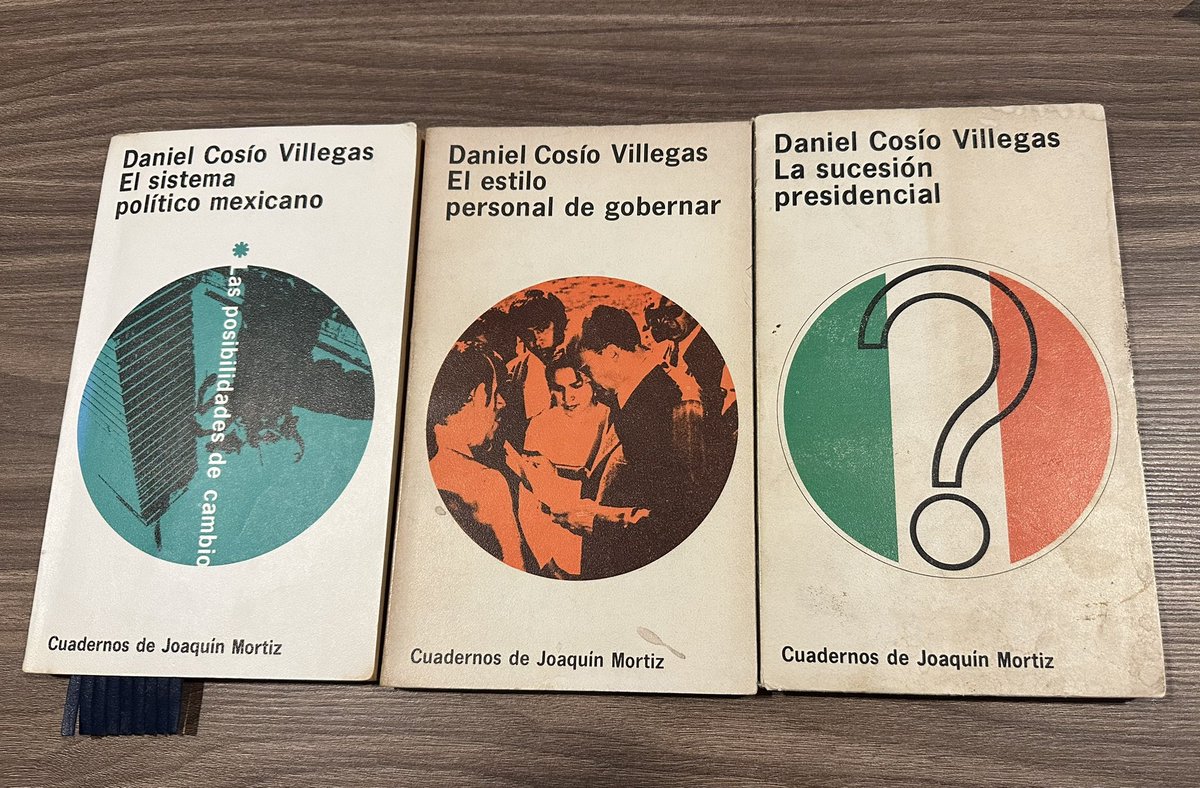 Daniel Cosío Villegas
El sistema
político mexicano
* Las posibilidades de cambio
Cuadernos de Joaquín Mortiz
Daniel Cosío Villegas
El estilo
personal de gobernar
Cuadernos de Joaquín Mortiz
Daniel Cosío Villegas
La sucesión
presidencial
?
Cuadernos de Joaquín Mortiz